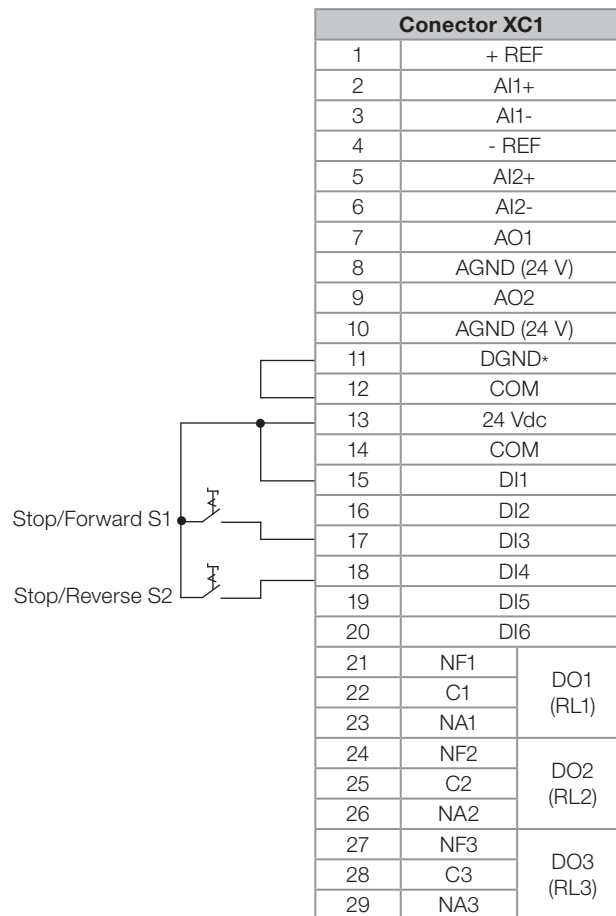 Conector XC1
1 + REF
2 AI1+
3 AI1-
4 - REF
5 AI2+
6 AI2-
7 AO1
8 AGND (24 V)
9 AO2
10 AGND (24 V)
11 DGND*
12 COM
13 24 Vdc
14 COM
15 DI1
16 DI2
Stop/Forward S1
17 DI3
18 DI4
Stop/Reverse S2
19 DI5
20 DI6
21 NF1
22 C1
23 NA1
DO1
(RL1)
24 NF2
25 C2
26 NA2
DO2
(RL2)
27 NF3
28 C3
29 NA3
DO3
(RL3)